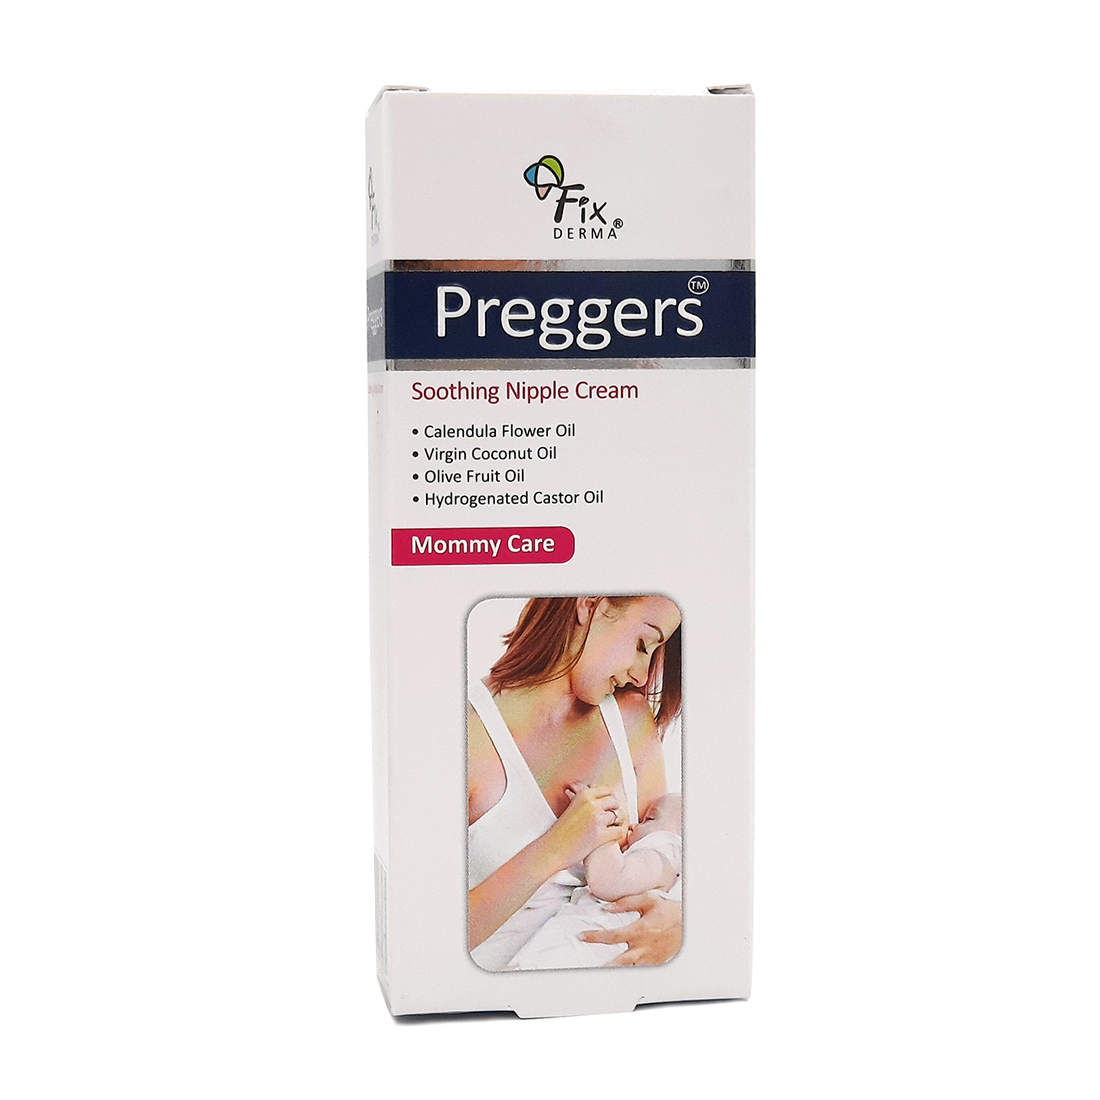 Fix
DERMA®
Preggers™
Soothing Nipple Cream
• Calendula Flower Oil
• Virgin Coconut Oil
• Olive Fruit Oil
• Hydrogenated Castor Oil
Mommy Care